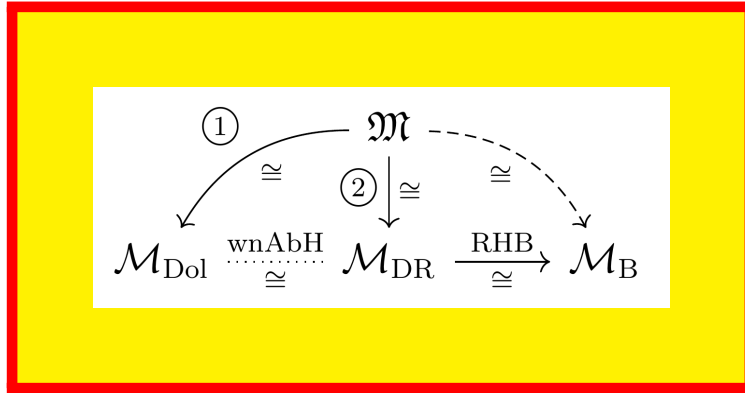 ① 𝔐
≅ ② ≅ ≅
wnAbH RHB
ℳ_Dol ≅ ℳ_DR ≅ ℳ_B